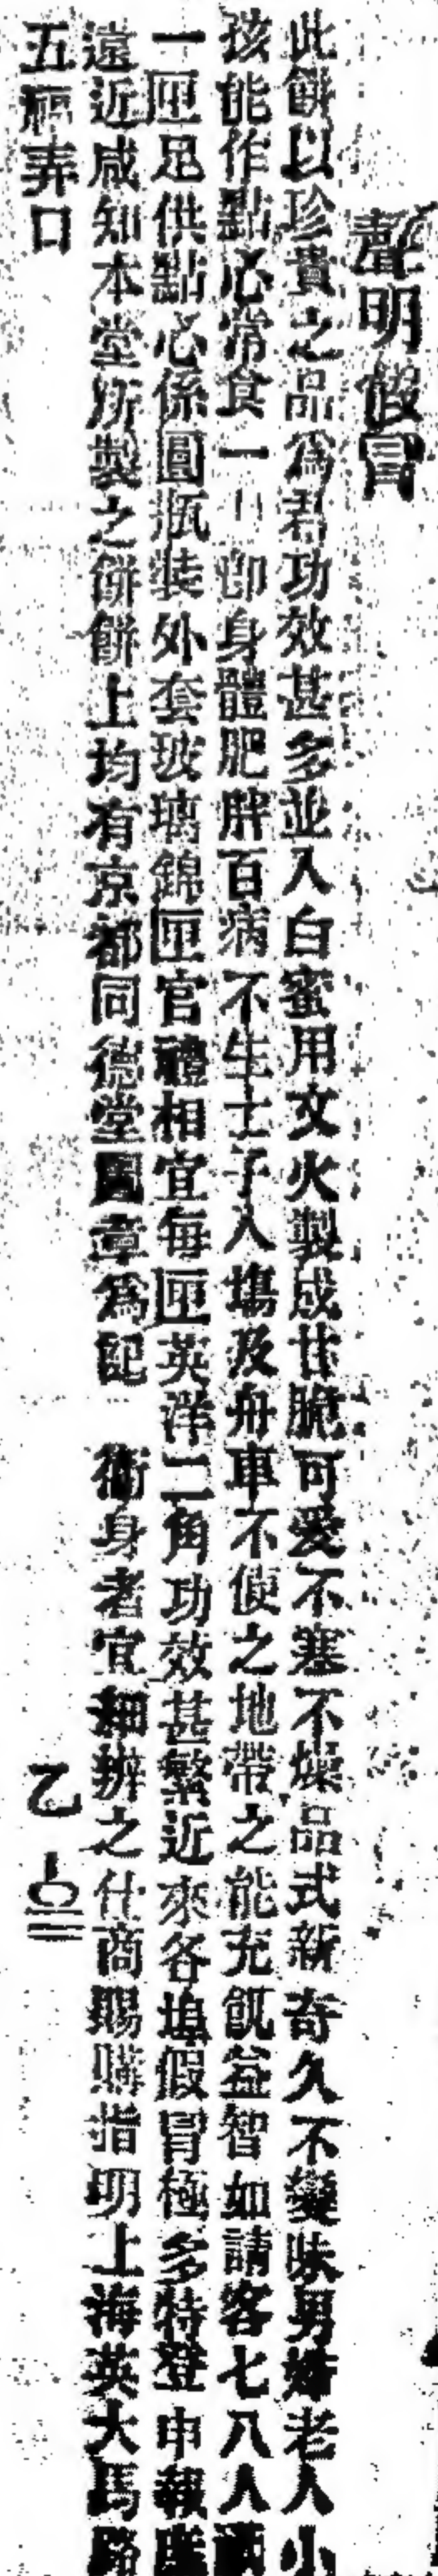 聲明假冒
此餅以珍貴之品爲君功效甚多並入白蜜用文火製成甘脆可愛不塞不燥品式新奇久不變味男婦老人小
孩能作點心常食一卽身體肥胖百病不生士子入塲及舟車不便之地帶之能充飢益智如請客七八人
一匣足供點心係圓瓶裝外套玻璃錦匣官禮相宜每匣英洋二角功效甚繁近來各埠假冒極多特登申報
遠近咸知本堂所製之餅餅上均有京都同德堂圖章爲記 衛身者宜細辨之仕商賜購指明上海英大馬路
五福弄口
乙